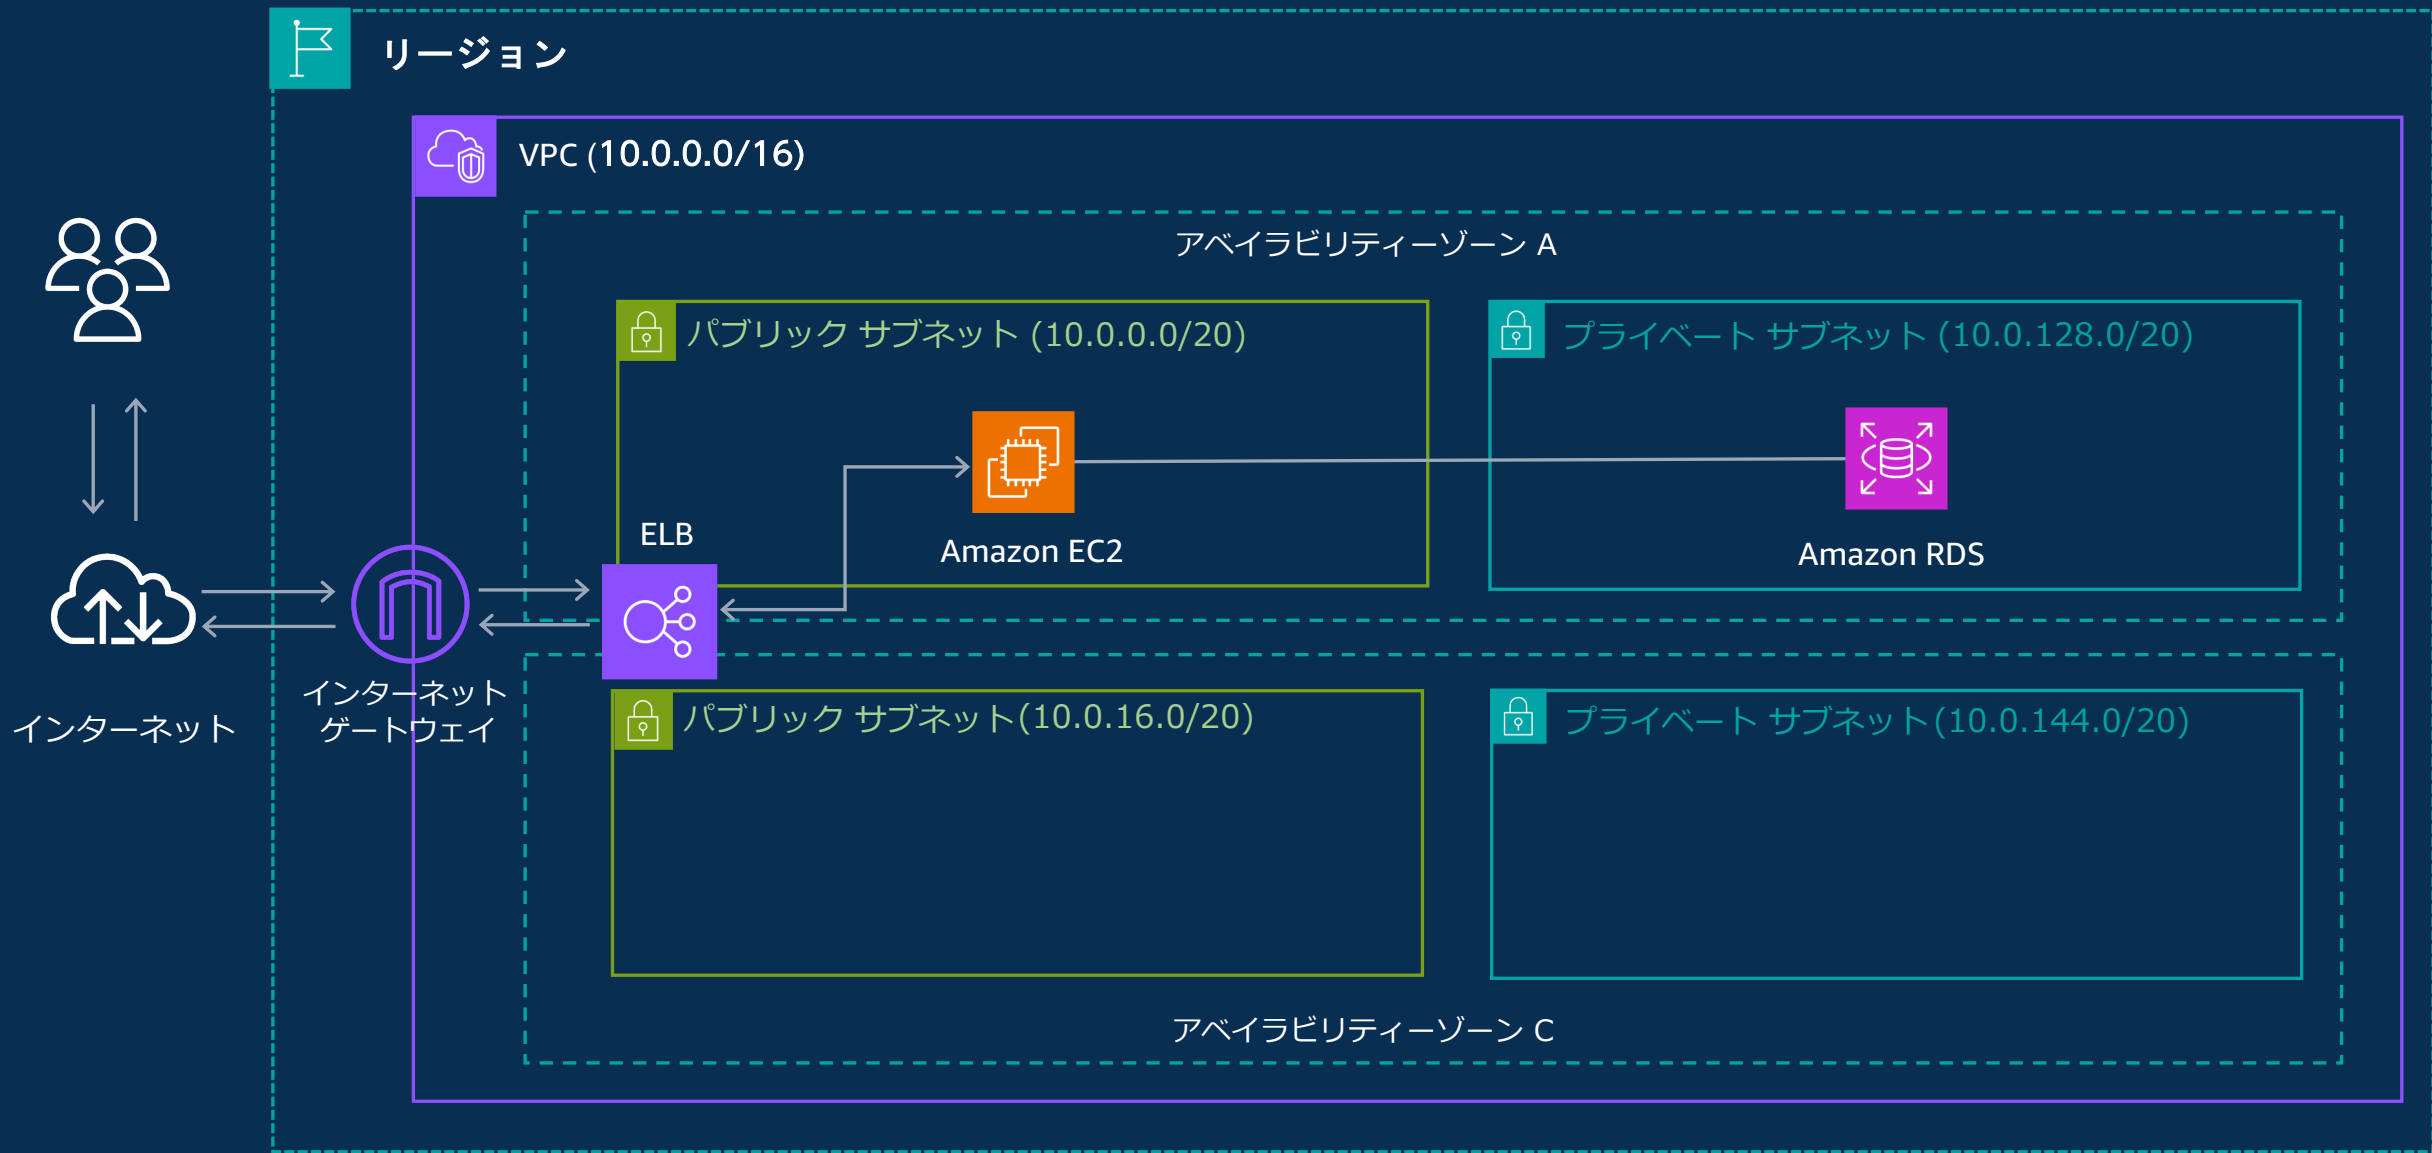 リージョン
VPC (10.0.0.0/16)
アベイラビリティーゾーン A
パブリック サブネット (10.0.0.0/20)
プライベート サブネット (10.0.128.0/20)
ELB
Amazon EC2
Amazon RDS
インターネット
インターネット
ゲートウェイ
パブリック サブネット(10.0.16.0/20)
プライベート サブネット(10.0.144.0/20)
アベイラビリティーゾーン C